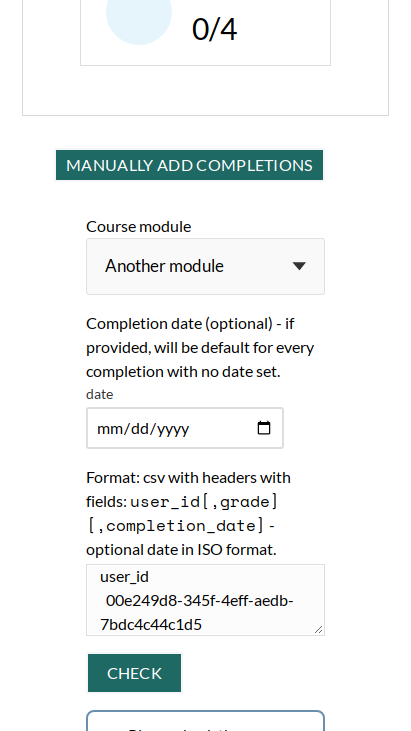 0/4
MANUALLY ADD COMPLETIONS
Course module
Another module
Completion date (optional) - if
provided, will be default for every
completion with no date set.
date
mm/dd/yyyy
Format: csv with headers with
fields: user_id[,grade]
[,completion_date] -
optional date in ISO format.
user_id
00e249d8-345f-4eff-aedb-
7bdc4c44c1d5
CHECK